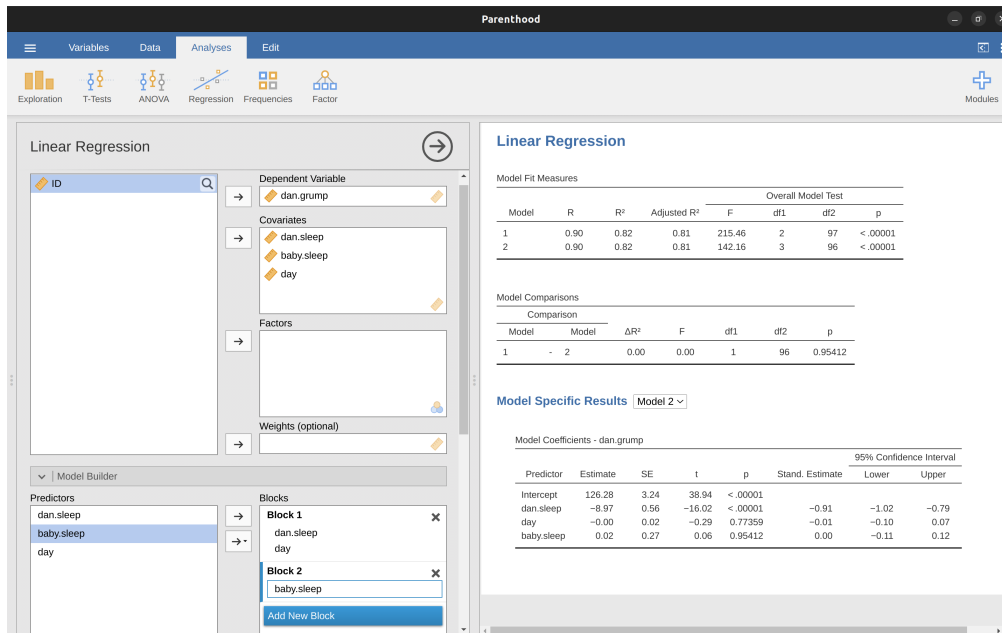 Parenthood
Variables Data Analyses Edit
Exploration T-Tests ANOVA Regression Frequencies Factor Modules
Linear Regression
ID
Dependent Variable
dan.grump
Covariates
dan.sleep
baby.sleep
day
Factors
Weights (optional)
Model Builder
Predictors
dan.sleep
baby.sleep
day
Blocks
Block 1
dan.sleep
day
Block 2
baby.sleep
Add New Block
Linear Regression
Model Fit Measures
Overall Model Test
Model R R² Adjusted R² F df1 df2 p
1 0.90 0.82 0.81 215.46 2 97 < .00001
2 0.90 0.82 0.81 142.16 3 96 < .00001
Model Comparisons
Comparison
Model Model ΔR² F df1 df2 p
1 - 2 0.00 0.00 1 96 0.95412
Model Specific Results Model 2
Model Coefficients - dan.grump
95% Confidence Interval
Predictor Estimate SE t p Stand. Estimate Lower Upper
Intercept 126.28 3.24 38.94 < .00001
dan.sleep −8.97 0.56 −16.02 < .00001 −0.91 −1.02 −0.79
day −0.00 0.02 −0.29 0.77359 −0.01 −0.10 0.07
baby.sleep 0.02 0.27 0.06 0.95412 0.00 −0.11 0.12